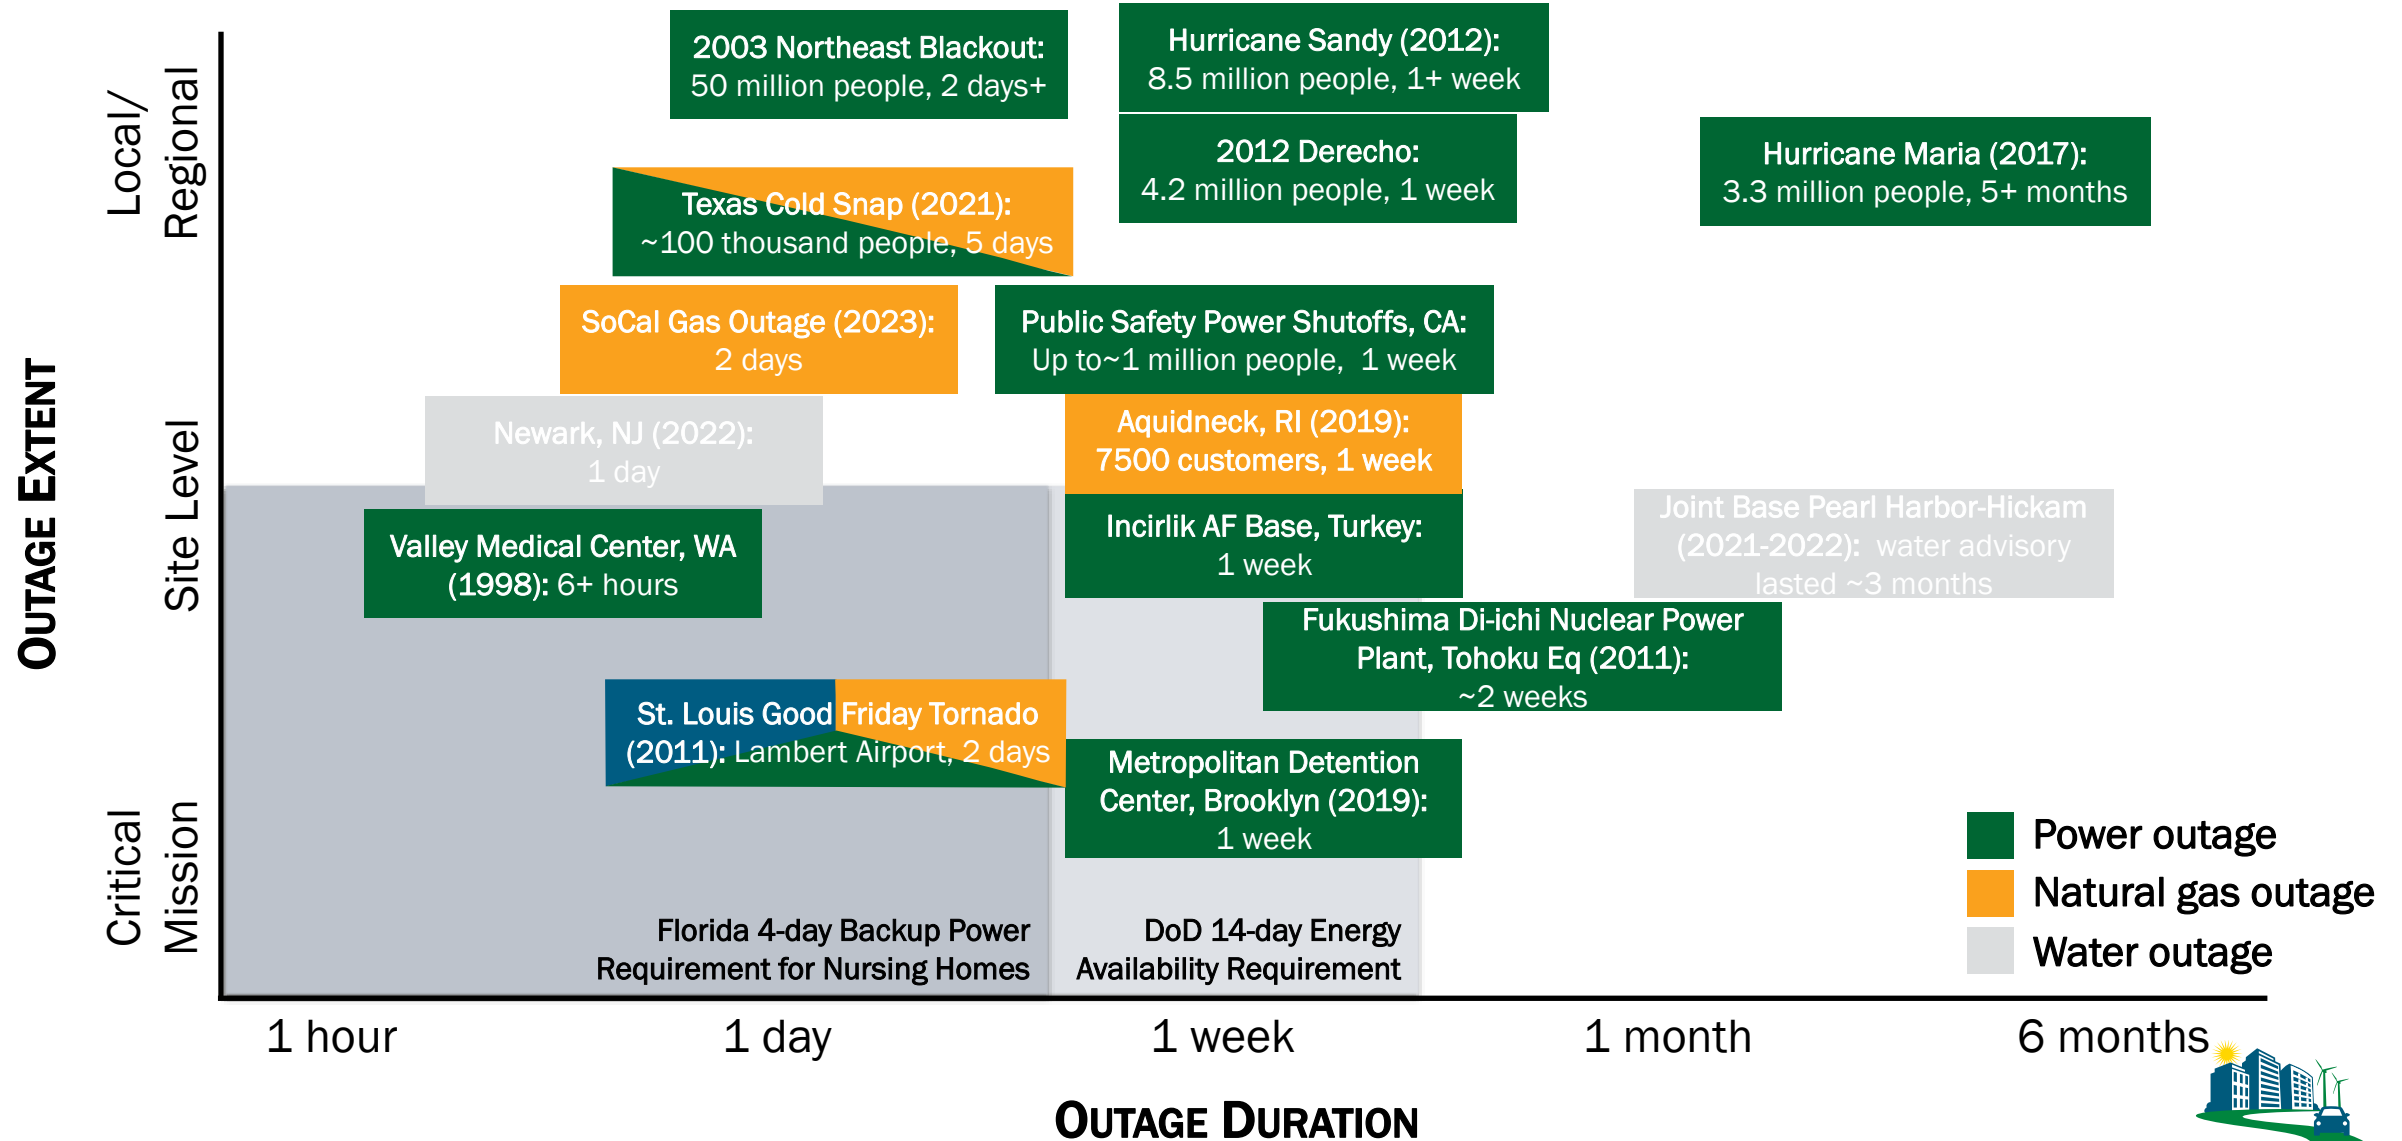 2003 Northeast Blackout:
50 million people, 2 days+
Hurricane Sandy (2012):
8.5 million people, 1+ week
2012 Derecho:
4.2 million people, 1 week
Hurricane Maria (2017):
3.3 million people, 5+ months
Texas Cold Snap (2021):
~100 thousand people, 5 days
SoCal Gas Outage (2023):
2 days
Public Safety Power Shutoffs, CA:
Up to~1 million people,  1 week
Newark, NJ (2022):
1 day
Aquidneck, RI (2019):
7500 customers, 1 week
Valley Medical Center, WA
(1998): 6+ hours
Incirlik AF Base, Turkey:
1 week
Joint Base Pearl Harbor-Hickam
(2021-2022):  water advisory
lasted ~3 months
Fukushima Di-ichi Nuclear Power
Plant, Tohoku Eq (2011):
~2 weeks
St. Louis Good Friday Tornado
(2011): Lambert Airport, 2 days
Metropolitan Detention
Center, Brooklyn (2019):
1 week
Florida 4-day Backup Power
Requirement for Nursing Homes
DoD 14-day Energy
Availability Requirement
Power outage
Natural gas outage
Water outage
OUTAGE EXTENT
Local/
Regional
Site Level
Critical
Mission
1 hour
1 day
1 week
1 month
6 months
OUTAGE DURATION